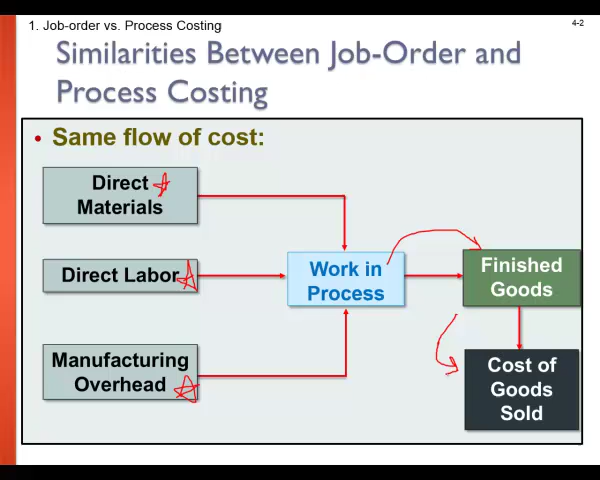 1. Job-order vs. Process Costing
4-2
Similarities Between Job-Order and
Process Costing
• Same flow of cost:
Direct
Materials
Direct Labor
Manufacturing
Overhead
Work in
Process
Finished
Goods
Cost of
Goods
Sold